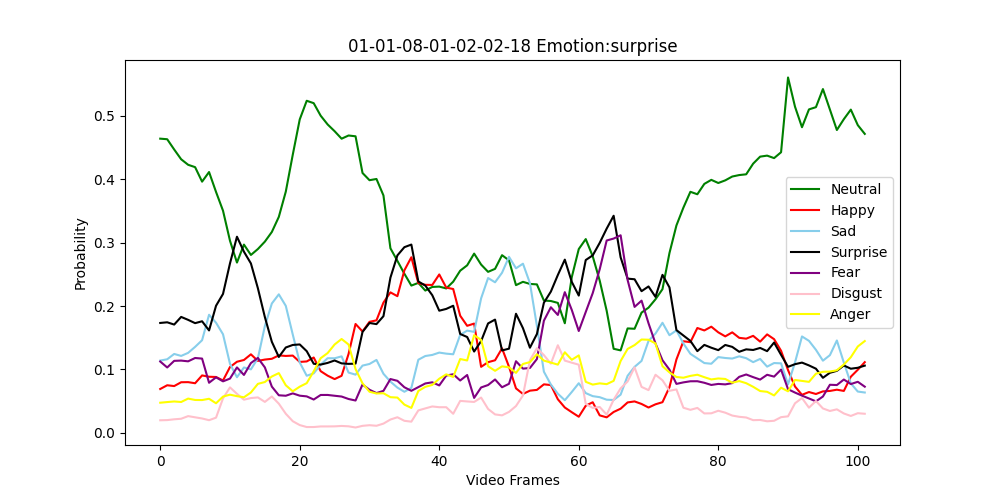 01-01-08-01-02-02-18 Emotion:surprise
Probability
0.5
0.4
0.3
0.2
0.1
0.0
0 20 40 60 80 100
Video Frames
Neutral
Happy
Sad
Surprise
Fear
Disgust
Anger